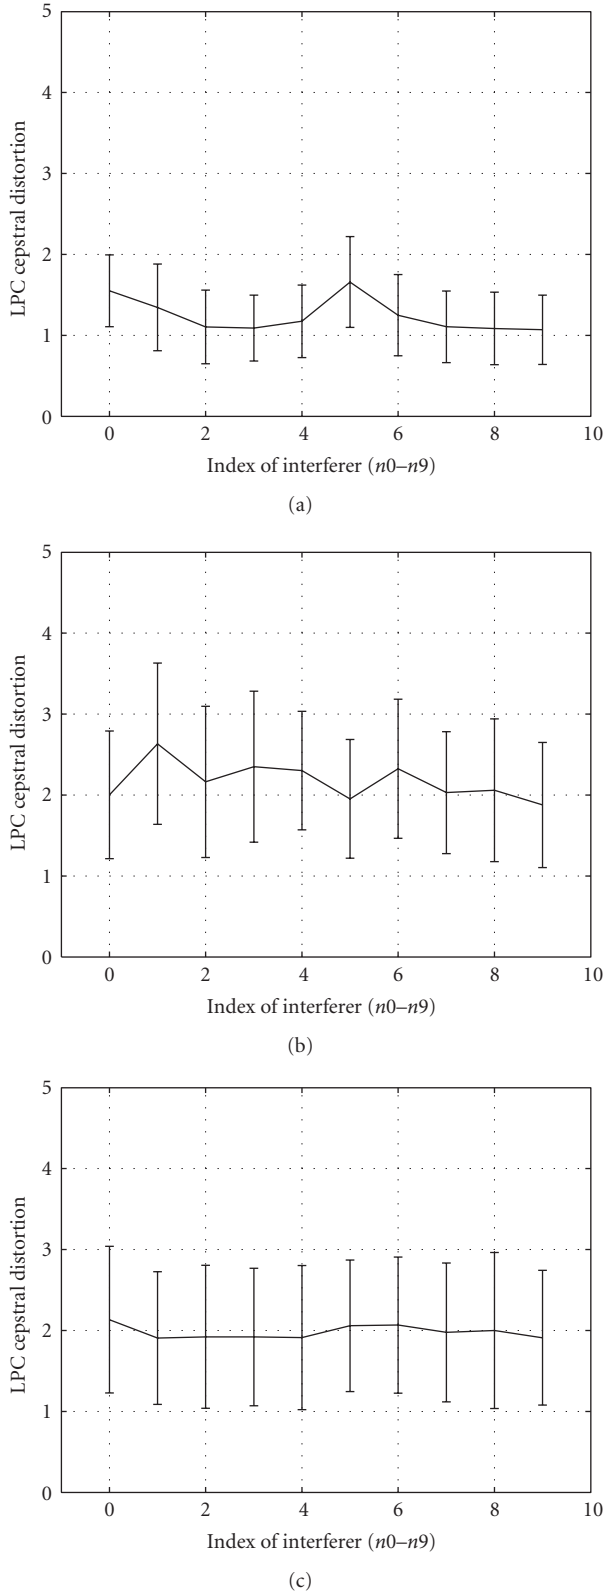 5
4
3
2
1
0
LPC cepstral distortion
0 2 4 6 8 10
Index of interferer (n0–n9)
(a)
5
4
3
2
1
0
LPC cepstral distortion
0 2 4 6 8 10
Index of interferer (n0–n9)
(b)
5
4
3
2
1
0
LPC cepstral distortion
0 2 4 6 8 10
Index of interferer (n0–n9)
(c)